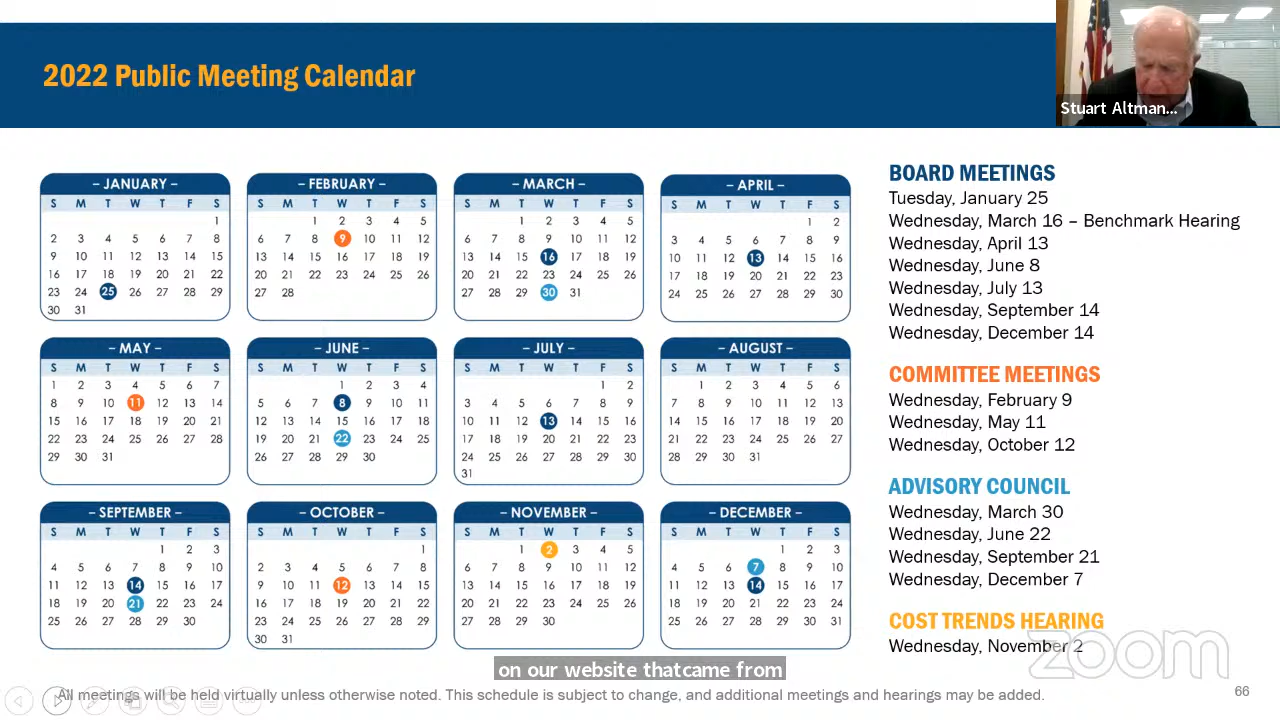 2022 Public Meeting Calendar
Stuart Altman...
– JANUARY –
S M T W T F S
1
2 3 4 5 6 7 8
9 10 11 12 13 14 15
16 17 18 19 20 21 22
23 24 25 26 27 28 29
30 31
– FEBRUARY –
S M T W T F S
1 2 3 4 5
6 7 8 9 10 11 12
13 14 15 16 17 18 19
20 21 22 23 24 25 26
27 28
– MARCH –
S M T W T F S
1 2 3 4 5
6 7 8 9 10 11 12
13 14 15 16 17 18 19
20 21 22 23 24 25 26
27 28 29 30 31
– APRIL –
S M T W T F S
1 2
3 4 5 6 7 8 9
10 11 12 13 14 15 16
17 18 19 20 21 22 23
24 25 26 27 28 29 30
– MAY –
S M T W T F S
1 2 3 4 5 6 7
8 9 10 11 12 13 14
15 16 17 18 19 20 21
22 23 24 25 26 27 28
29 30 31
– JUNE –
S M T W T F S
1 2 3 4
5 6 7 8 9 10 11
12 13 14 15 16 17 18
19 20 21 22 23 24 25
26 27 28 29 30
– JULY –
S M T W T F S
1 2
3 4 5 6 7 8 9
10 11 12 13 14 15 16
17 18 19 20 21 22 23
24 25 26 27 28 29 30
31
– AUGUST –
S M T W T F S
1 2 3 4 5 6
7 8 9 10 11 12 13
14 15 16 17 18 19 20
21 22 23 24 25 26 27
28 29 30 31
– SEPTEMBER –
S M T W T F S
1 2 3
4 5 6 7 8 9 10
11 12 13 14 15 16 17
18 19 20 21 22 23 24
25 26 27 28 29 30
– OCTOBER –
S M T W T F S
1
2 3 4 5 6 7 8
9 10 11 12 13 14 15
16 17 18 19 20 21 22
23 24 25 26 27 28 29
30 31
– NOVEMBER –
S M T W T F S
1 2 3 4 5
6 7 8 9 10 11 12
13 14 15 16 17 18 19
20 21 22 23 24 25 26
27 28 29 30
– DECEMBER –
S M T W T F S
1 2 3
4 5 6 7 8 9 10
11 12 13 14 15 16 17
18 19 20 21 22 23 24
25 26 27 28 29 30 31
BOARD MEETINGS
Tuesday, January 25
Wednesday, March 16 – Benchmark Hearing
Wednesday, April 13
Wednesday, June 8
Wednesday, July 13
Wednesday, September 14
Wednesday, December 14
COMMITTEE MEETINGS
Wednesday, February 9
Wednesday, May 11
Wednesday, October 12
ADVISORY COUNCIL
Wednesday, March 30
Wednesday, June 22
Wednesday, September 21
Wednesday, December 7
COST TRENDS HEARING
Wednesday, November 2
zoom
on our website thatcame from
All meetings will be held virtually unless otherwise noted. This schedule is subject to change, and additional meetings and hearings may be added.
66